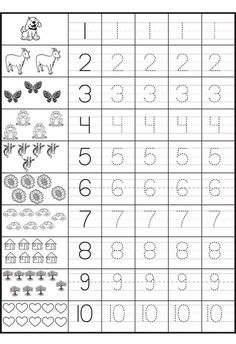 1 1 1 1 1
2 2 2 2 2
3 3 3 3 3
4 4 4 4 4
5 5 5 5 5
6 6 6 6 6
7 7 7 7 7
8 8 8 8 8
9 9 9 9 9
10 10 10 10 10